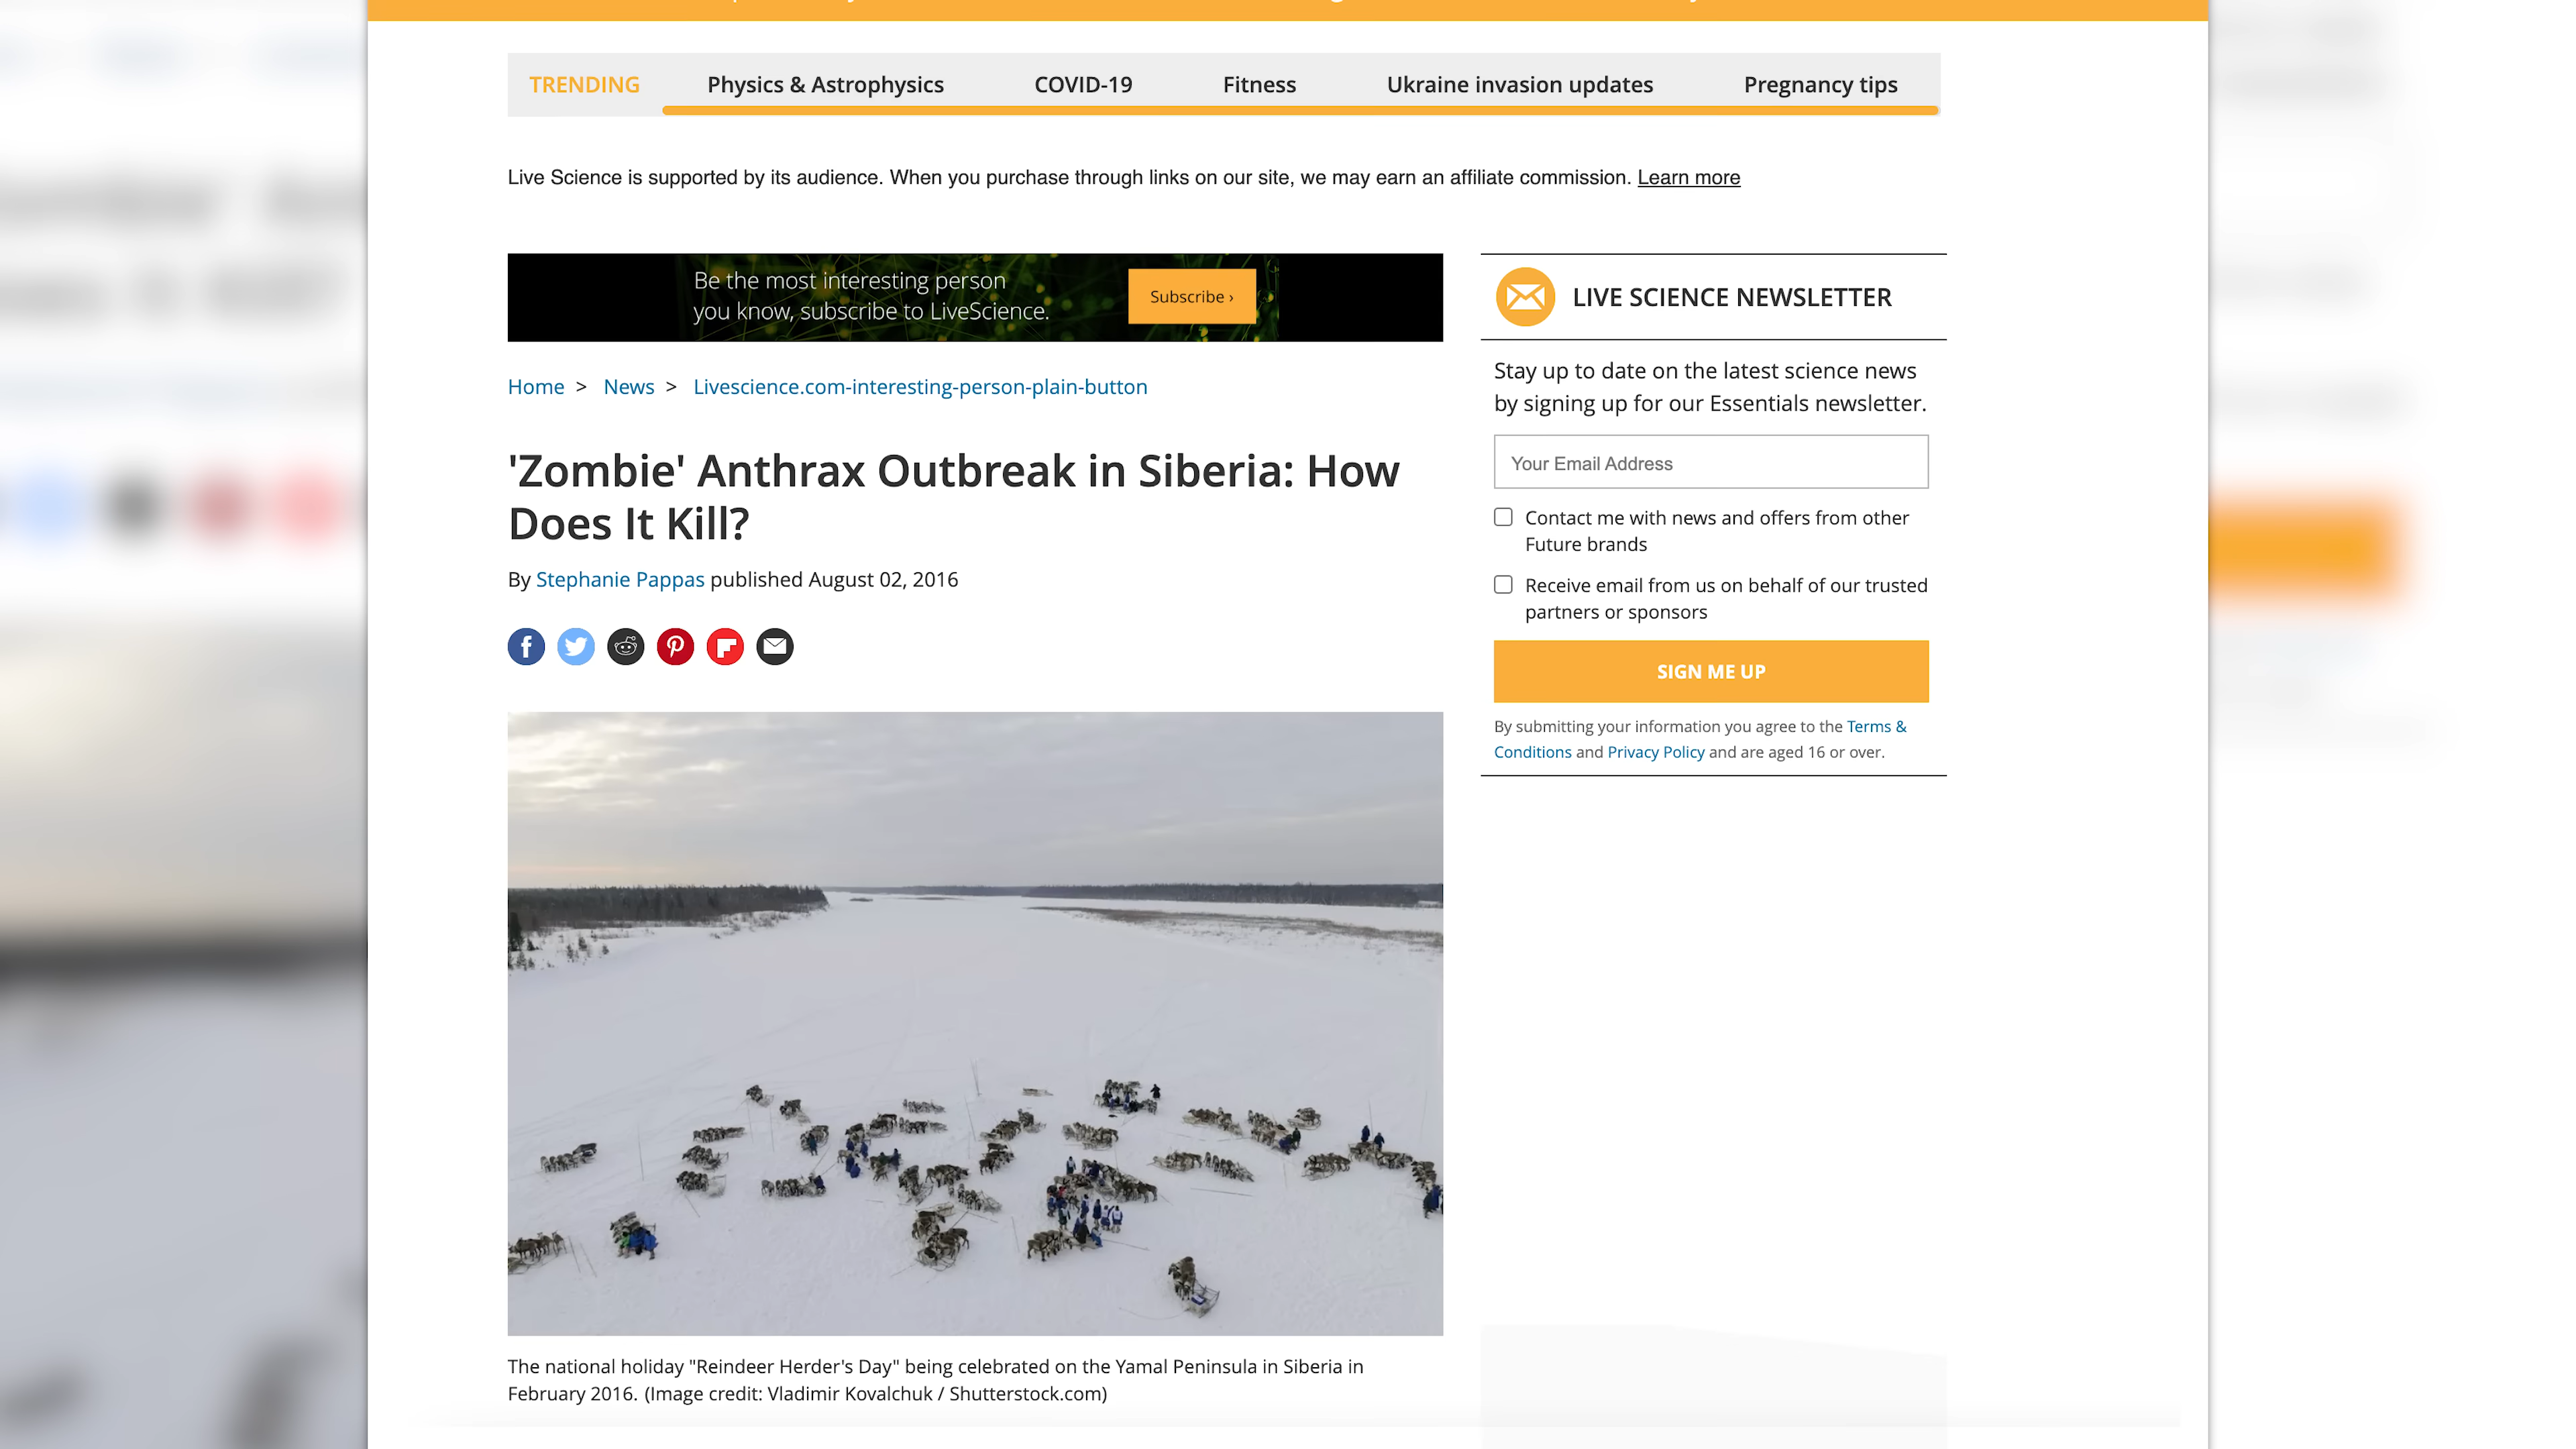 TRENDING Physics & Astrophysics COVID-19 Fitness Ukraine invasion updates Pregnancy tips
Live Science is supported by its audience. When you purchase through links on our site, we may earn an affiliate commission. Learn more
Be the most interesting person
you know, subscribe to LiveScience.
Subscribe ›
Home > News > Livescience.com-interesting-person-plain-button
'Zombie' Anthrax Outbreak in Siberia: How
Does It Kill?
By Stephanie Pappas published August 02, 2016
The national holiday "Reindeer Herder's Day" being celebrated on the Yamal Peninsula in Siberia in
February 2016. (Image credit: Vladimir Kovalchuk / Shutterstock.com)
LIVE SCIENCE NEWSLETTER
Stay up to date on the latest science news
by signing up for our Essentials newsletter.
Your Email Address
Contact me with news and offers from other
Future brands
Receive email from us on behalf of our trusted
partners or sponsors
SIGN ME UP
By submitting your information you agree to the Terms &
Conditions and Privacy Policy and are aged 16 or over.